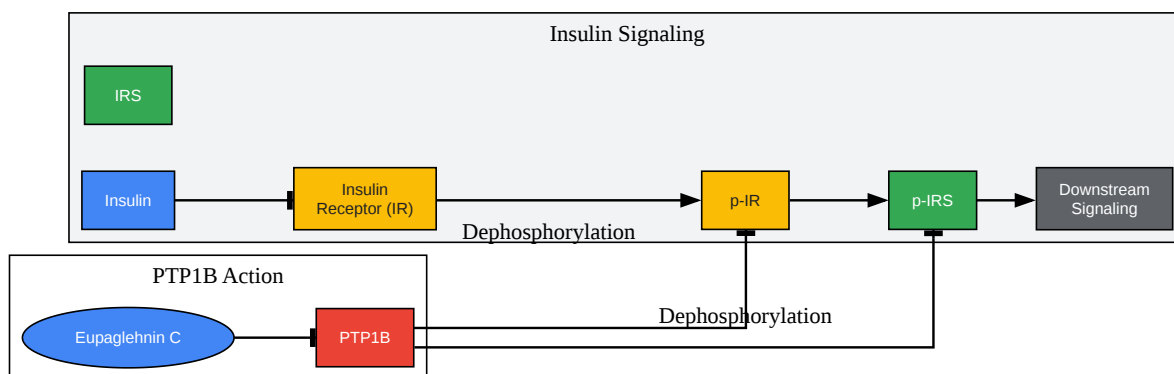 Insulin Signaling
IRS
Insulin
Insulin
Receptor (IR)
p-IR
p-IRS
Downstream
Signaling
Dephosphorylation
PTP1B Action
Eupaglehnin C
PTP1B
Dephosphorylation